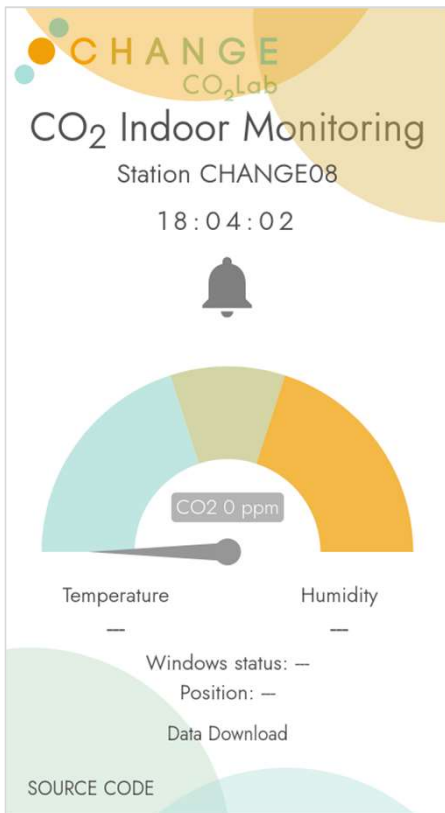 CHANGE
CO₂Lab
CO₂ Indoor Monitoring
Station CHANGE08
18:04:02
CO2 0 ppm
Temperature Humidity
--- ---
Windows status: ---
Position: ---
Data Download
SOURCE CODE